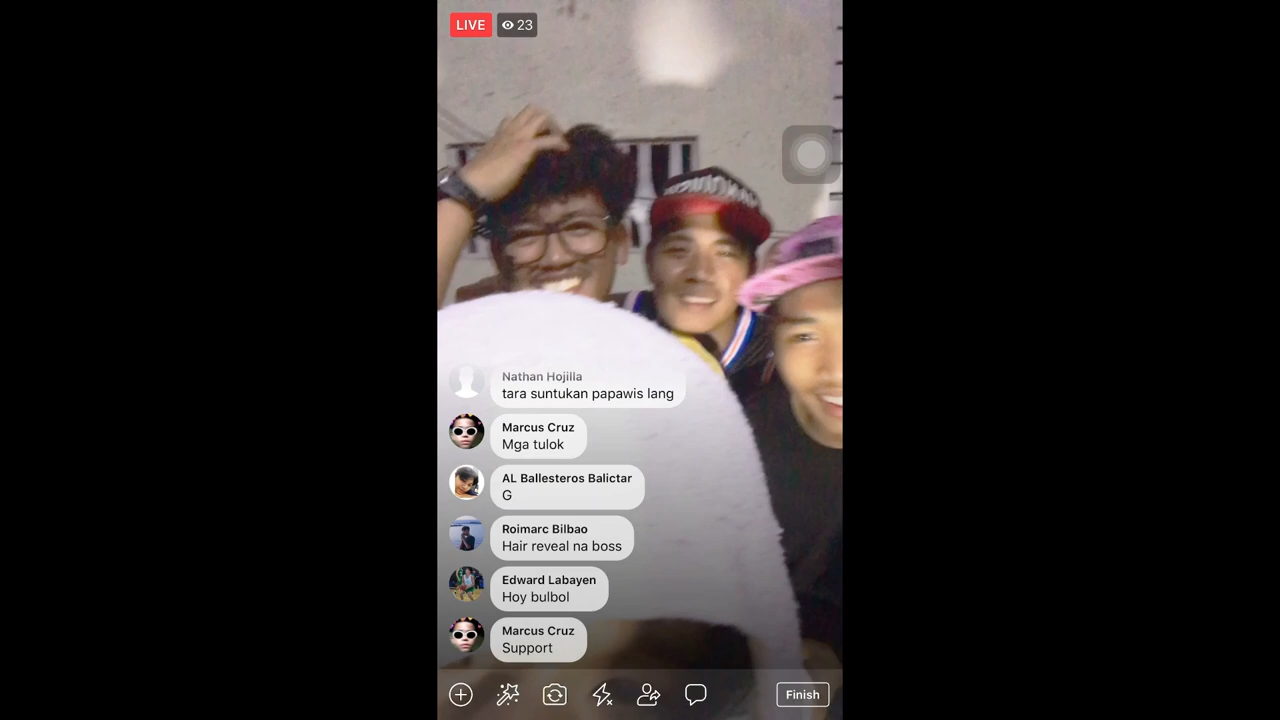 LIVE
23
Nathan Hojilla
tara suntukan papawis lang
Marcus Cruz
Mga tulok
AL Ballesteros Balictar
G
Roimarc Bilbao
Hair reveal na boss
Edward Labayen
Hoy bulbol
Marcus Cruz
Support
Finish